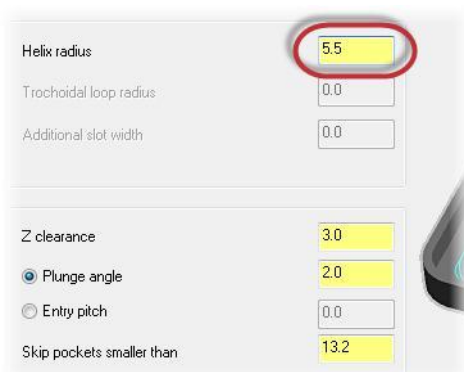 Helix radius 5.5
Trochoidal loop radius 0.0
Additional slot width 0.0
Z clearance 3.0
Plunge angle 2.0
Entry pitch 0.0
Skip pockets smaller than 13.2